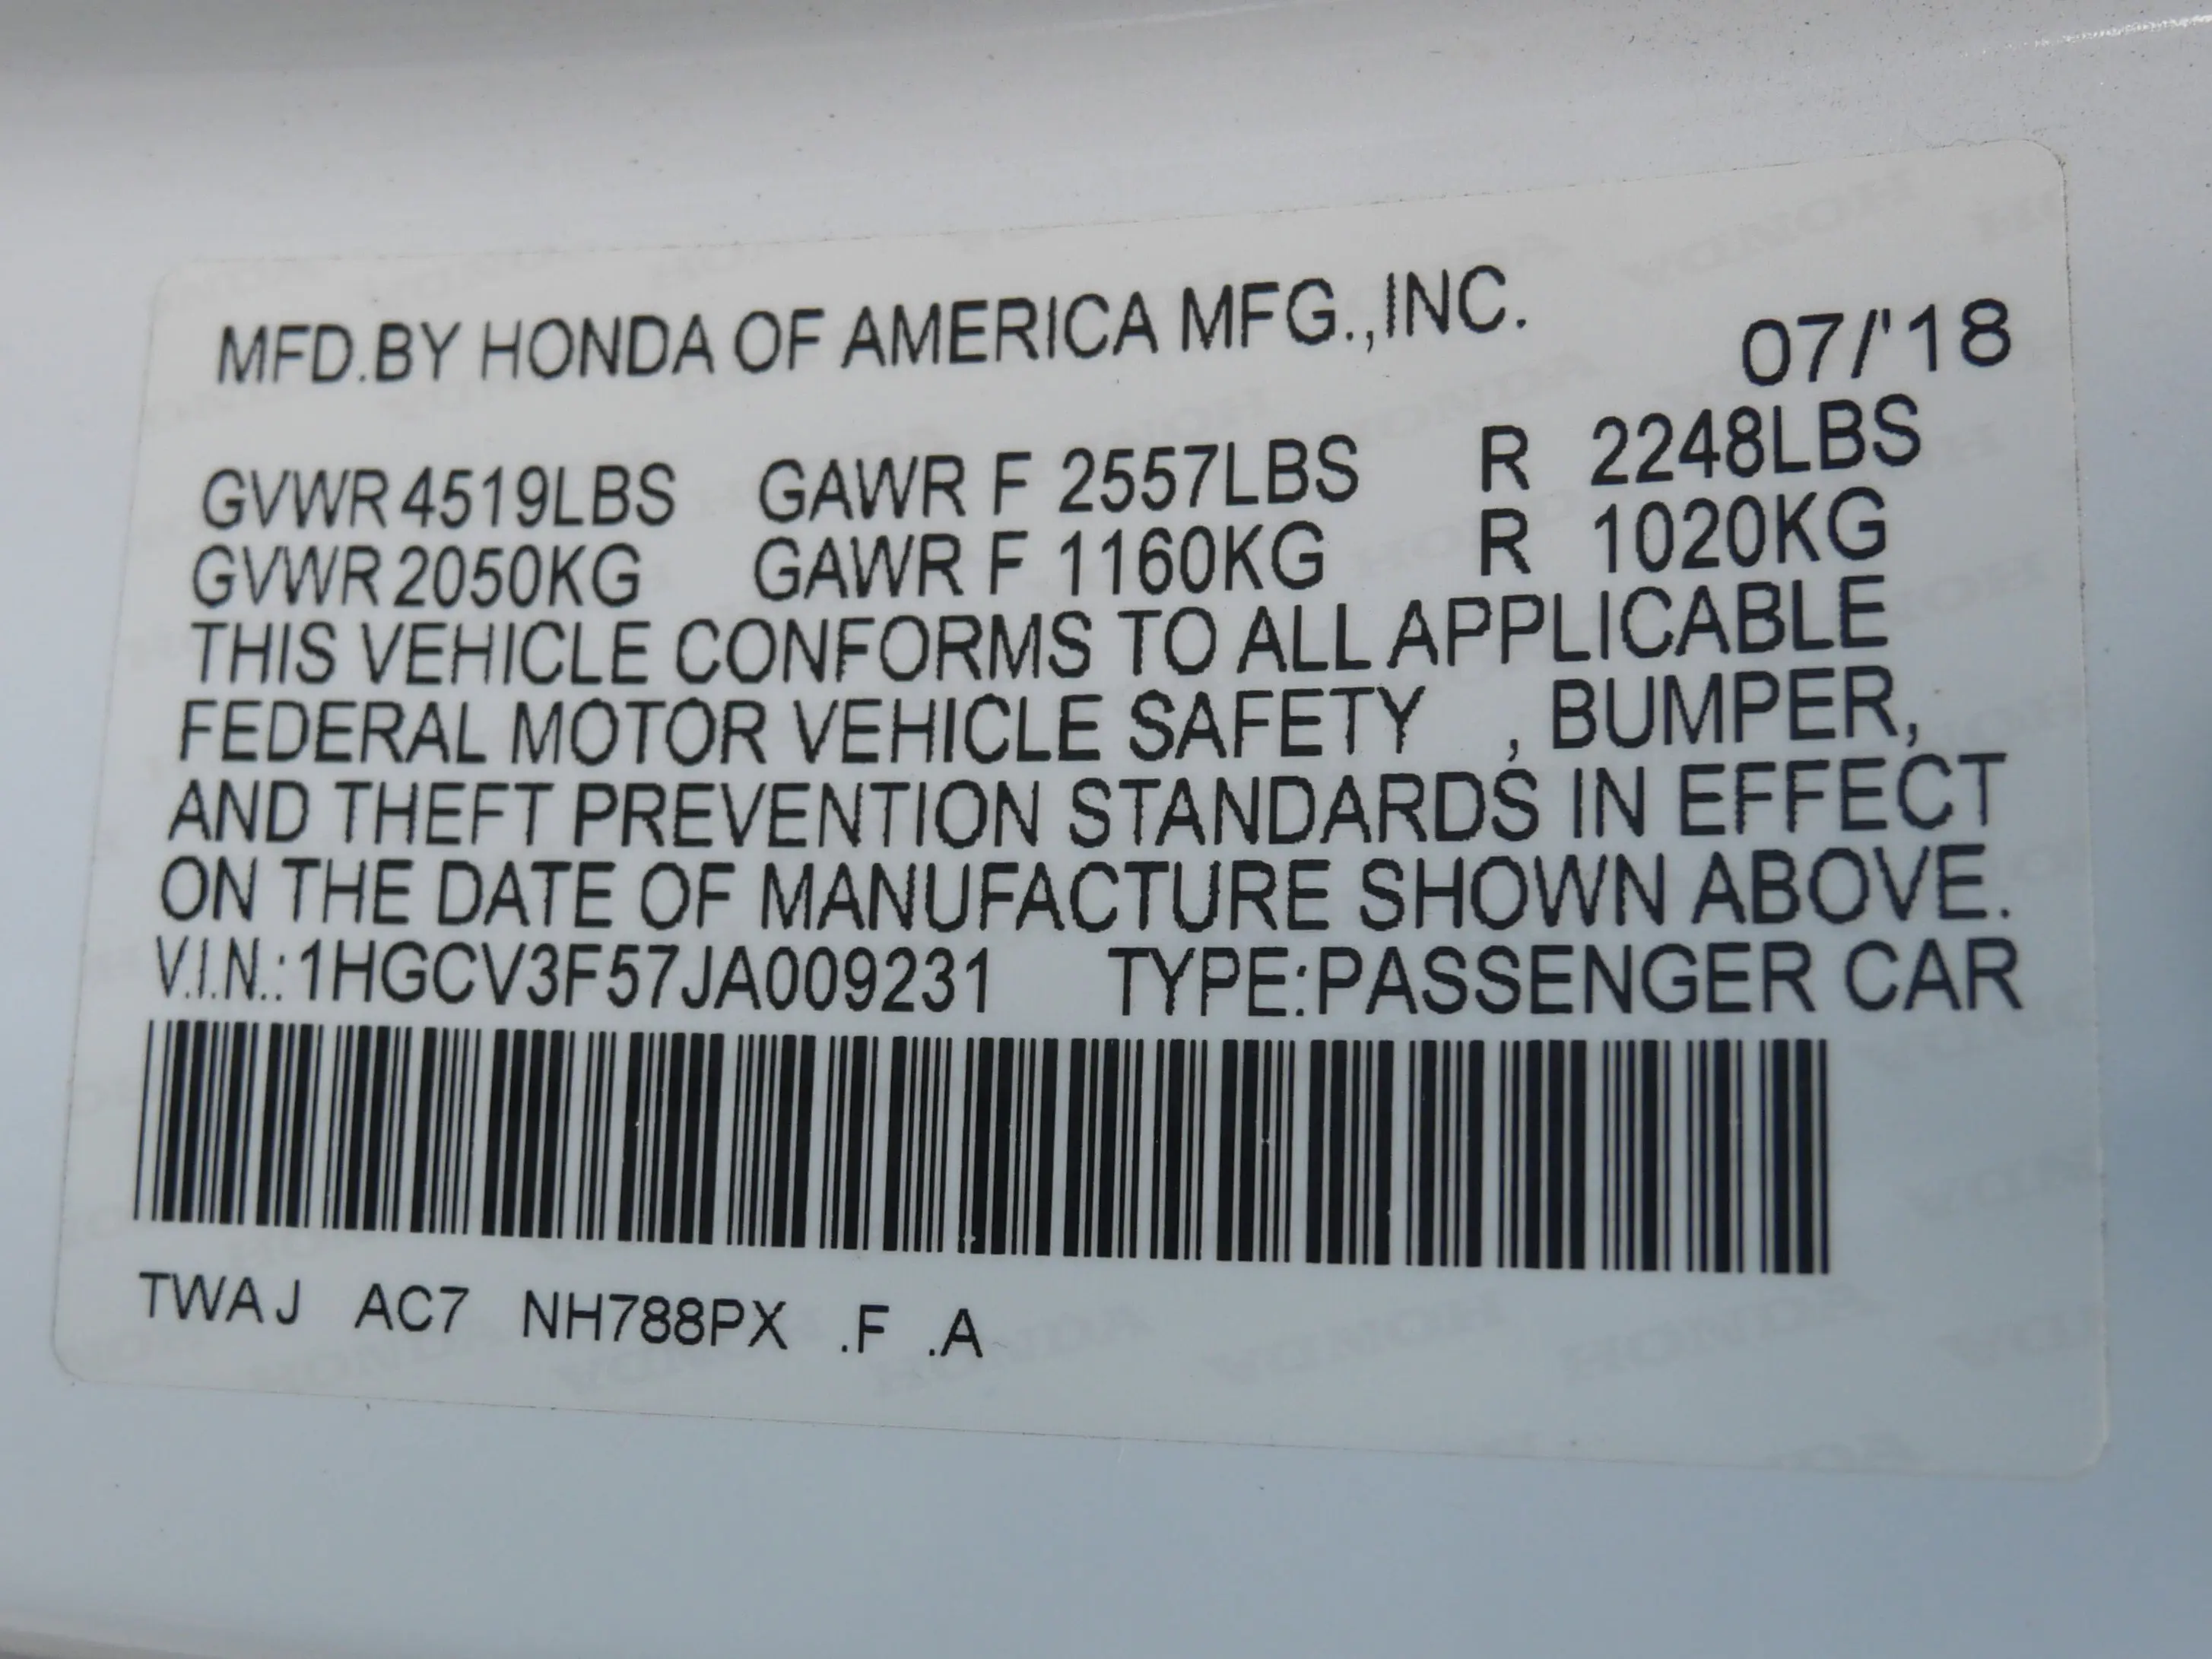 MFD.BY HONDA OF AMERICA MFG.,INC. 07/'18
GVWR 4519LBS GAWR F 2557LBS R 2248LBS
GVWR 2050KG GAWR F 1160KG R 1020KG
THIS VEHICLE CONFORMS TO ALL APPLICABLE
FEDERAL MOTOR VEHICLE SAFETY , BUMPER,
AND THEFT PREVENTION STANDARDS IN EFFECT
ON THE DATE OF MANUFACTURE SHOWN ABOVE.
V.I.N.:1HGCV3F57JA009231 TYPE:PASSENGER CAR
TWAJ AC7 NH788PX .F .A